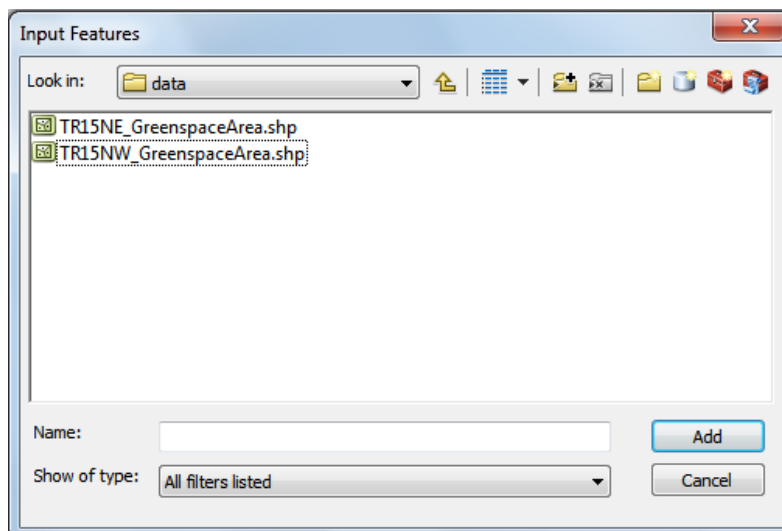 Input Features
Look in: data
TR15NE_GreenspaceArea.shp
TR15NW_GreenspaceArea.shp
Name: Add
Show of type: All filters listed Cancel